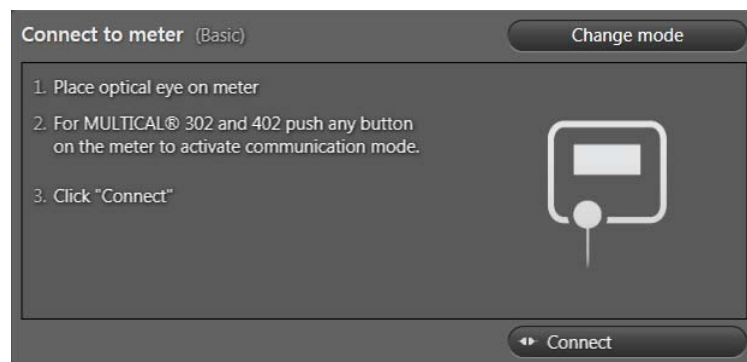 Connect to meter (Basic)
Change mode
1. Place optical eye on meter
2. For MULTICAL® 302 and 402 push any button
on the meter to activate communication mode.
3. Click "Connect"
Connect